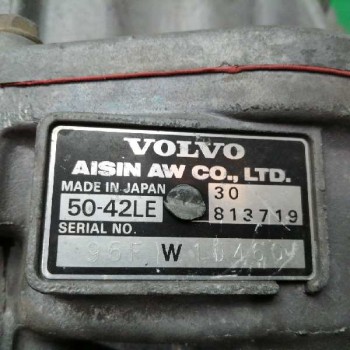 VOLVO
AISIN AW CO., LTD.
MADE IN JAPAN 30
50-42LE 813719
SERIAL NO.
W